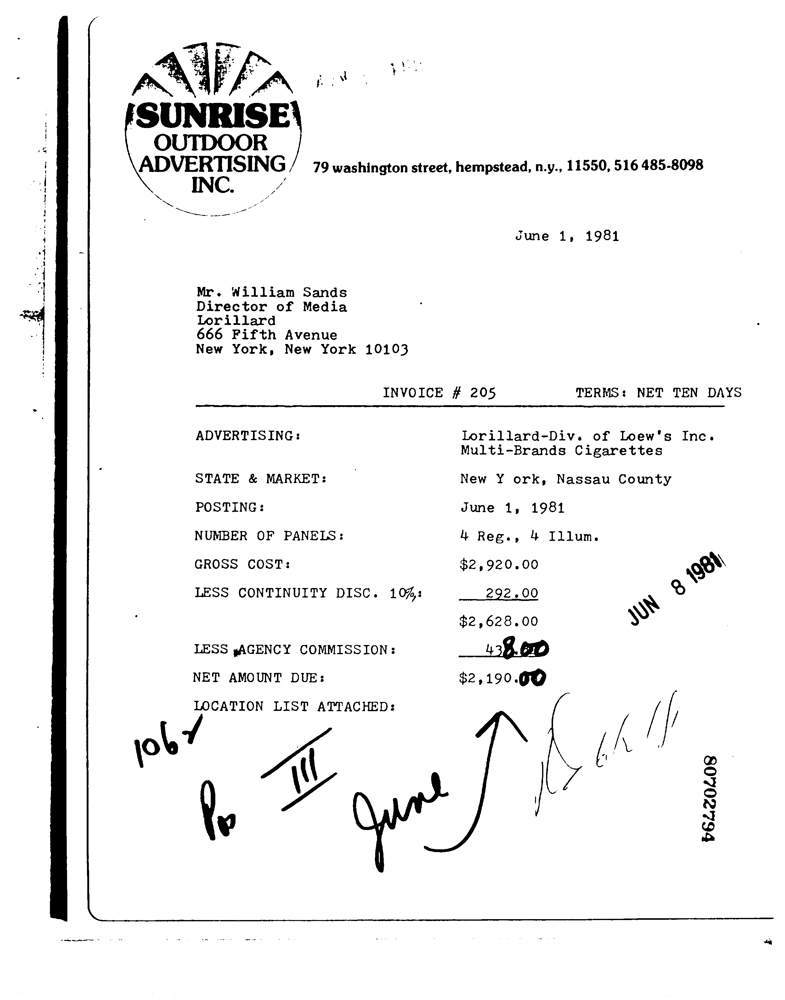 SUNRISE
OUTDOOR
ADVERTISING
INC.
79 washington street, hempstead, n.y., 11550, 516 485-8098
June 1, 1981
Mr. William Sands
Director of Media
Lorillard
666 Fifth Avenue
New York, New York 10103
INVOICE # 205 TERMS: NET TEN DAYS
ADVERTISING: Lorillard-Div. of Loew's Inc.
Multi-Brands Cigarettes
STATE & MARKET: New Y ork, Nassau County
POSTING: June 1, 1981
NUMBER OF PANELS: 4 Reg., 4 Illum.
GROSS COST: $2,920.00
LESS CONTINUITY DISC. 10%: 292.00
$2,628.00
JUN 8 1981
LESS AGENCY COMMISSION: 438.00
NET AMOUNT DUE: $2,190.00
LOCATION LIST ATTACHED:
III
June
80702794